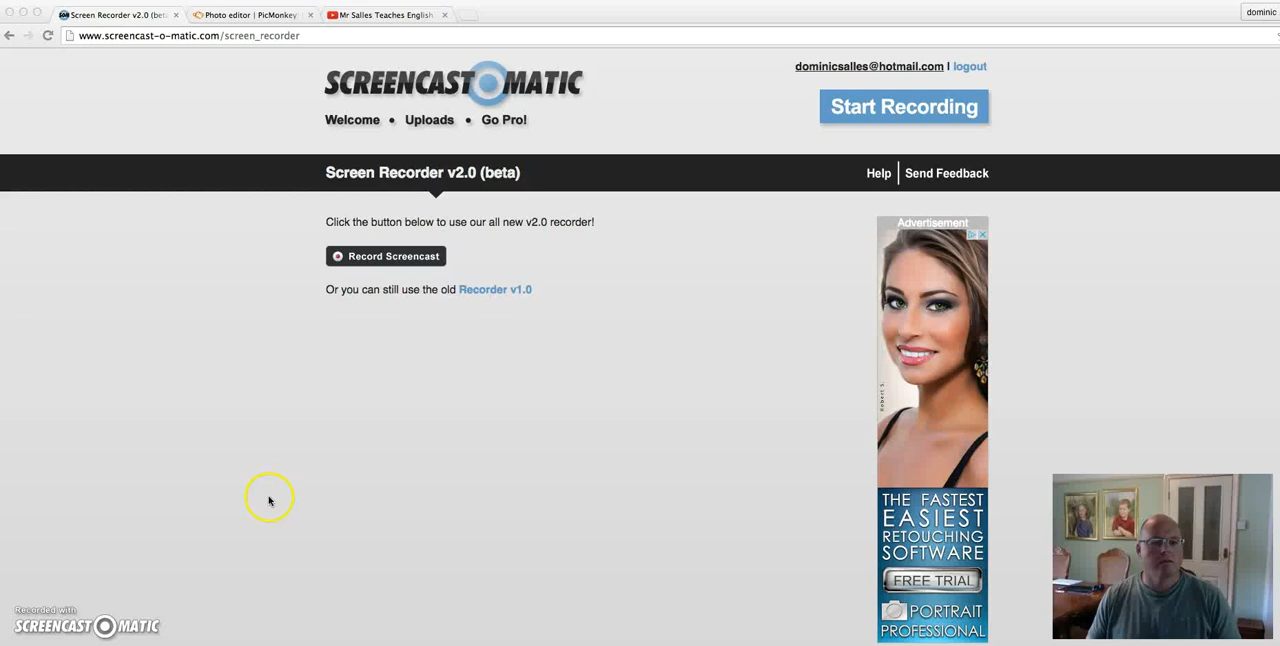 Screen Recorder v2.0 (bet
Photo editor | PicMonkey
Mr Salles Teaches English
dominic
www.screencast-o-matic.com/screen_recorder
SCREENCAST MATIC
dominicsalles@hotmail.com | logout
Start Recording
Welcome • Uploads • Go Pro!
Screen Recorder v2.0 (beta)
Help | Send Feedback
Click the button below to use our all new v2.0 recorder!
Record Screencast
Or you can still use the old Recorder v1.0
Advertisement
Robert S.
THE FASTEST
EASIEST
RETOUCHING
SOFTWARE
FREE TRIAL
PORTRAIT
PROFESSIONAL
Recorded with
SCREENCAST MATIC